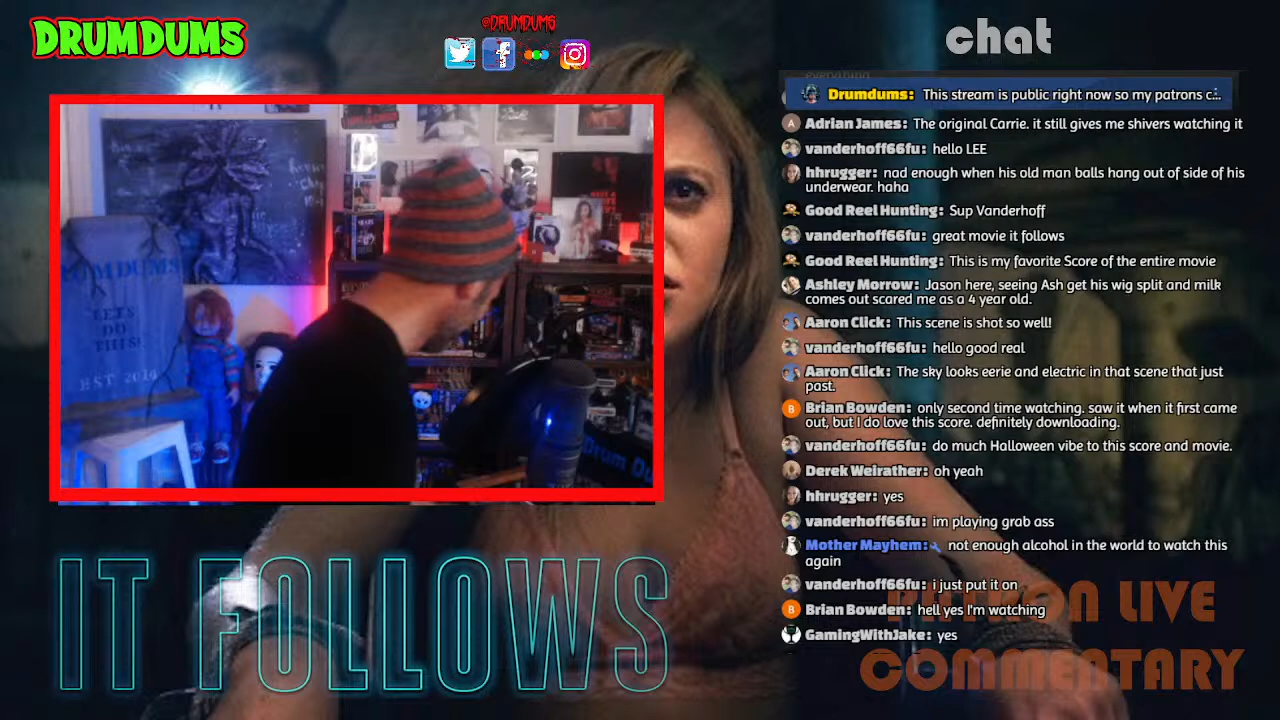 DRUMDUMS
@DRUMDUMS
chat
Drumdums: This stream is public right now so my patrons c...
Adrian James: The original Carrie. it still gives me shivers watching it
vanderhoff66fu: hello LEE
hhrugger: nad enough when his old man balls hang out of side of his
underwear. haha
Good Reel Hunting: Sup Vanderhoff
vanderhoff66fu: great movie it follows
Good Reel Hunting: This is my favorite Score of the entire movie
Ashley Morrow: Jason here, seeing Ash get his wig split and milk
comes out scared me as a 4 year old.
Aaron Click: This scene is shot so well!
vanderhoff66fu: hello good real
Aaron Click: The sky looks eerie and electric in that scene that just
past.
Brian Bowden: only second time watching. saw it when it first came
out, but I do love this score. definitely downloading.
vanderhoff66fu: do much Halloween vibe to this score and movie.
Derek Weirather: oh yeah
hhrugger: yes
vanderhoff66fu: im playing grab ass
Mother Mayhem: not enough alcohol in the world to watch this
again
vanderhoff66fu: i just put it on
Brian Bowden: hell yes I'm watching
GamingWithJake: yes
PATREON LIVE
COMMENTARY
DRUMDUMS
LET'S
DO
THIS!
EST 2014
Drum Du
IT FOLLOWS